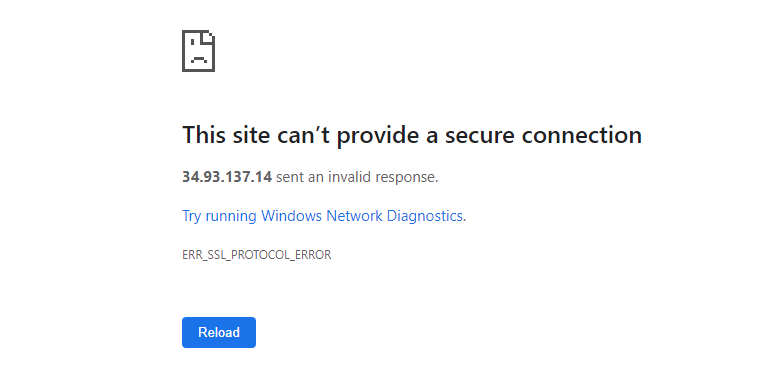 This site can’t provide a secure connection
34.93.137.14 sent an invalid response.
Try running Windows Network Diagnostics.
ERR_SSL_PROTOCOL_ERROR
Reload